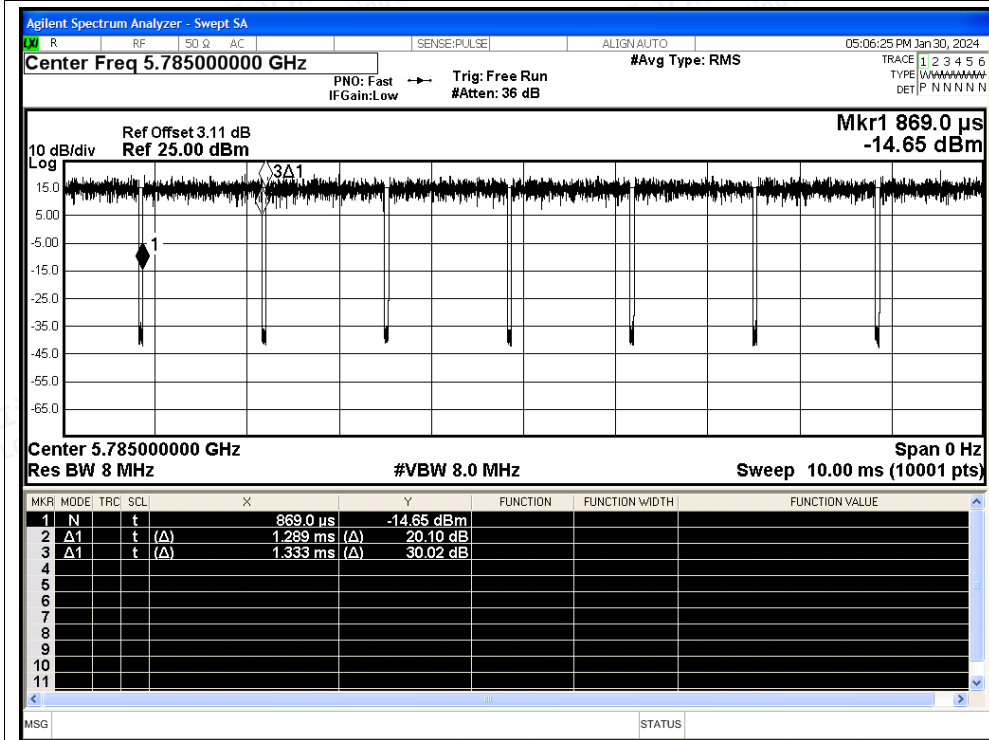 Agilent Spectrum Analyzer - Swept SA
LXI R RF 50 Ω AC SENSE:PULSE ALIGN AUTO 05:06:25 PM Jan 30, 2024
Center Freq 5.785000000 GHz
PNO: Fast
IFGain:Low
Trig: Free Run
#Atten: 36 dB
#Avg Type: RMS
TRACE 1 2 3 4 5 6
TYPE
DET P N N N N N
Mkr1 869.0 µs
-14.65 dBm
Ref Offset 3.11 dB
10 dB/div Ref 25.00 dBm
Log
3Δ1
15.0
5.00
-5.00
1
-15.0
-25.0
-35.0
-45.0
-55.0
-65.0
Center 5.785000000 GHz Span 0 Hz
Res BW 8 MHz #VBW 8.0 MHz Sweep 10.00 ms (10001 pts)
MKR MODE TRC SCL X Y FUNCTION FUNCTION WIDTH FUNCTION VALUE
1 N t 869.0 µs -14.65 dBm
2 Δ1 t (Δ) 1.289 ms (Δ) 20.10 dB
3 Δ1 t (Δ) 1.333 ms (Δ) 30.02 dB
4
5
6
7
8
9
10
11
MSG STATUS